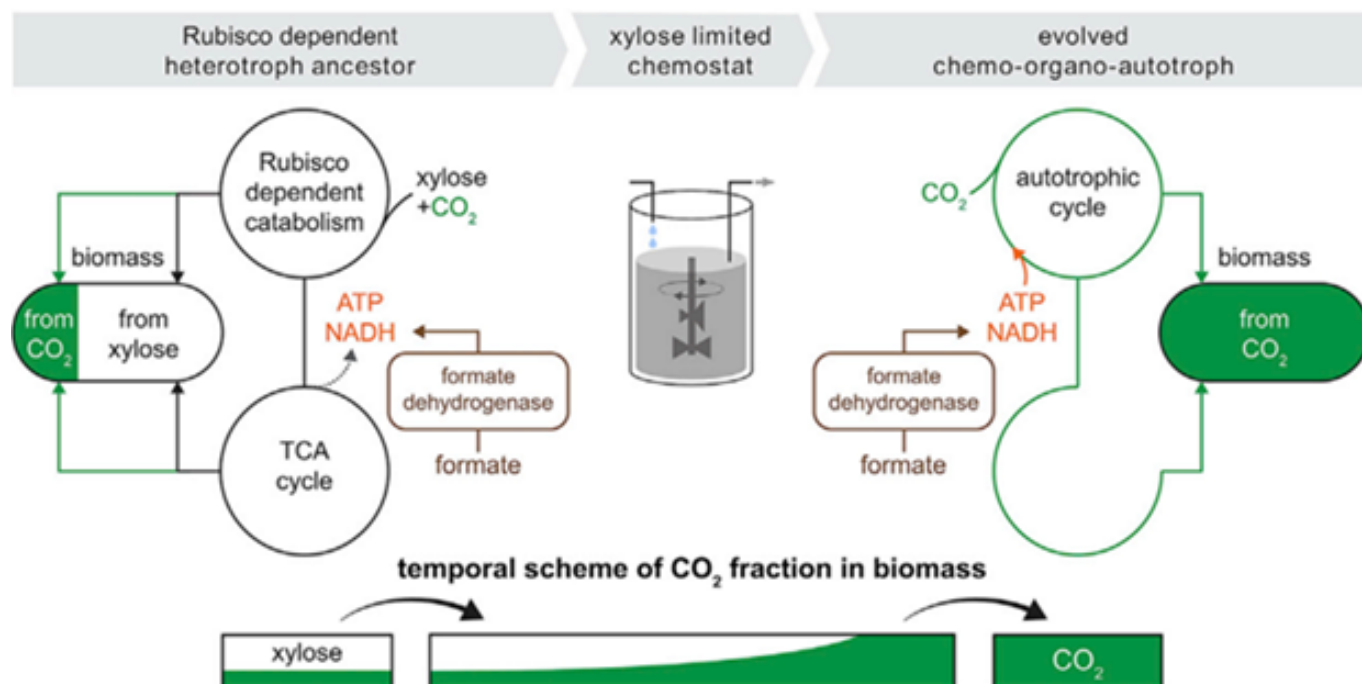 Rubisco dependent
heterotroph ancestor
xylose limited
chemostat
evolved
chemo-organo-autotroph
Rubisco
dependent
catabolism
xylose
+CO₂
biomass
from
CO₂
from
xylose
ATP
NADH
formate
dehydrogenase
formate
TCA
cycle
CO₂
autotrophic
cycle
biomass
ATP
NADH
from
CO₂
formate
dehydrogenase
formate
temporal scheme of CO₂ fraction in biomass
xylose
CO₂